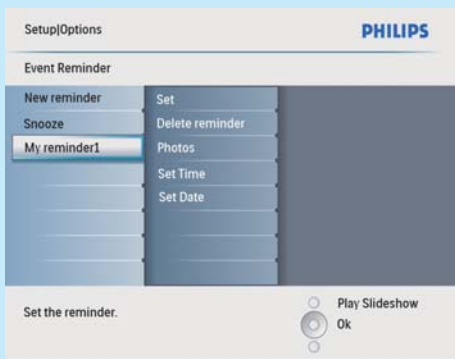 Setup|Options
PHILIPS
Event Reminder
New reminder
Snooze
My reminder1
Set
Delete reminder
Photos
Set Time
Set Date
Set the reminder.
Play Slideshow
Ok